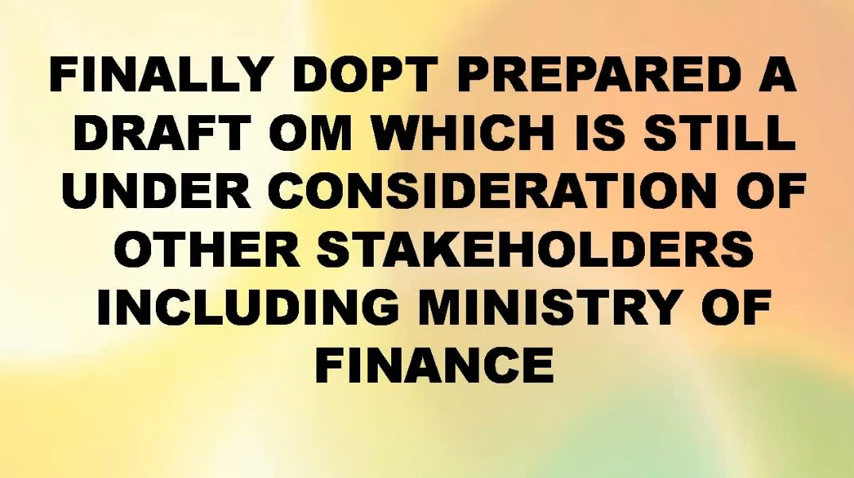 FINALLY DOPT PREPARED A
DRAFT OM WHICH IS STILL
UNDER CONSIDERATION OF
OTHER STAKEHOLDERS
INCLUDING MINISTRY OF
FINANCE